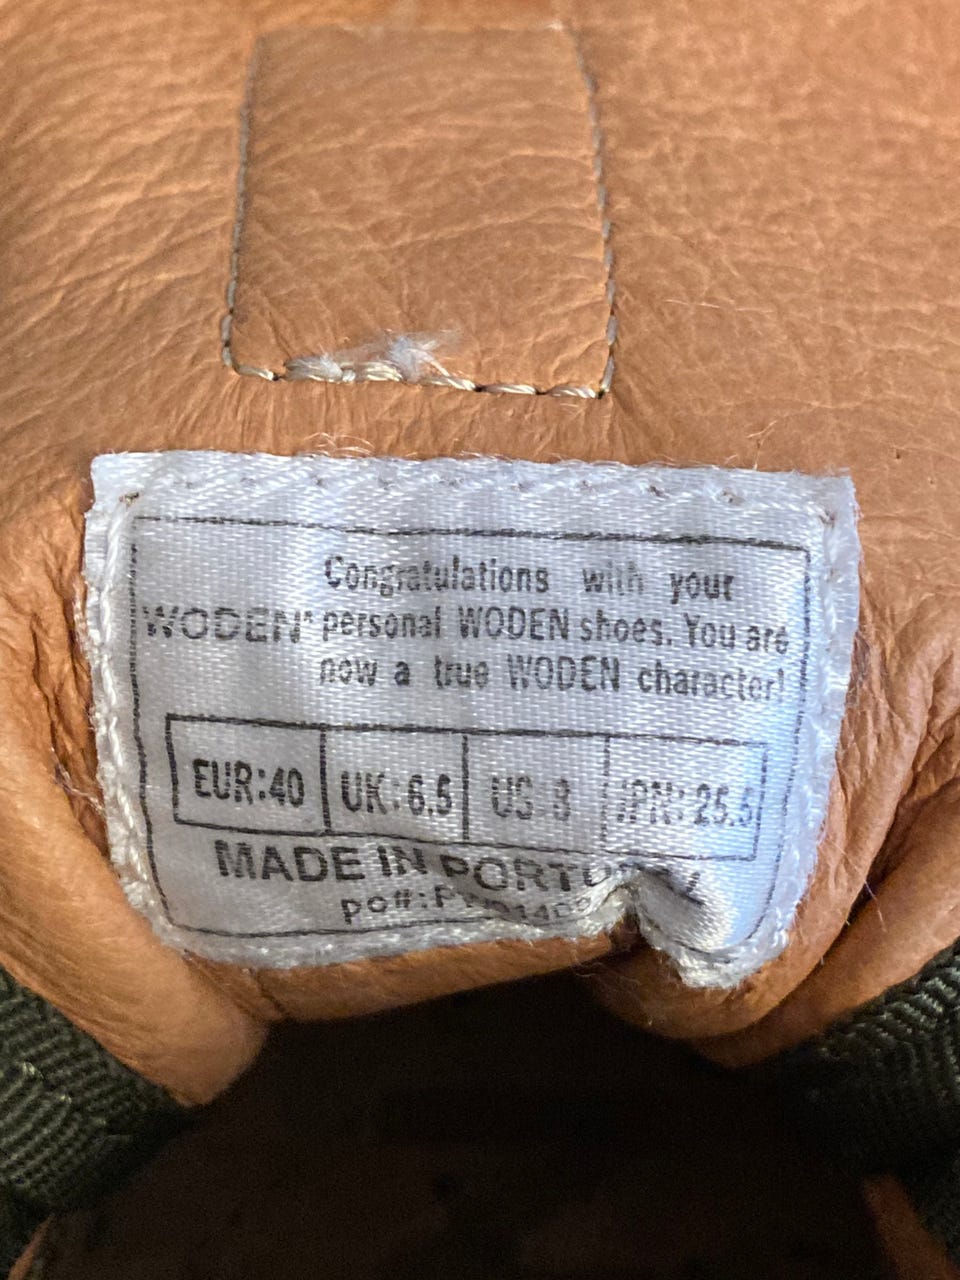 Congratulations with your
WODEN® personal WODEN shoes. You are
now a true WODEN character!
EUR:40 UK:6.5 US 8 JPN: 25.5
MADE IN
po#: